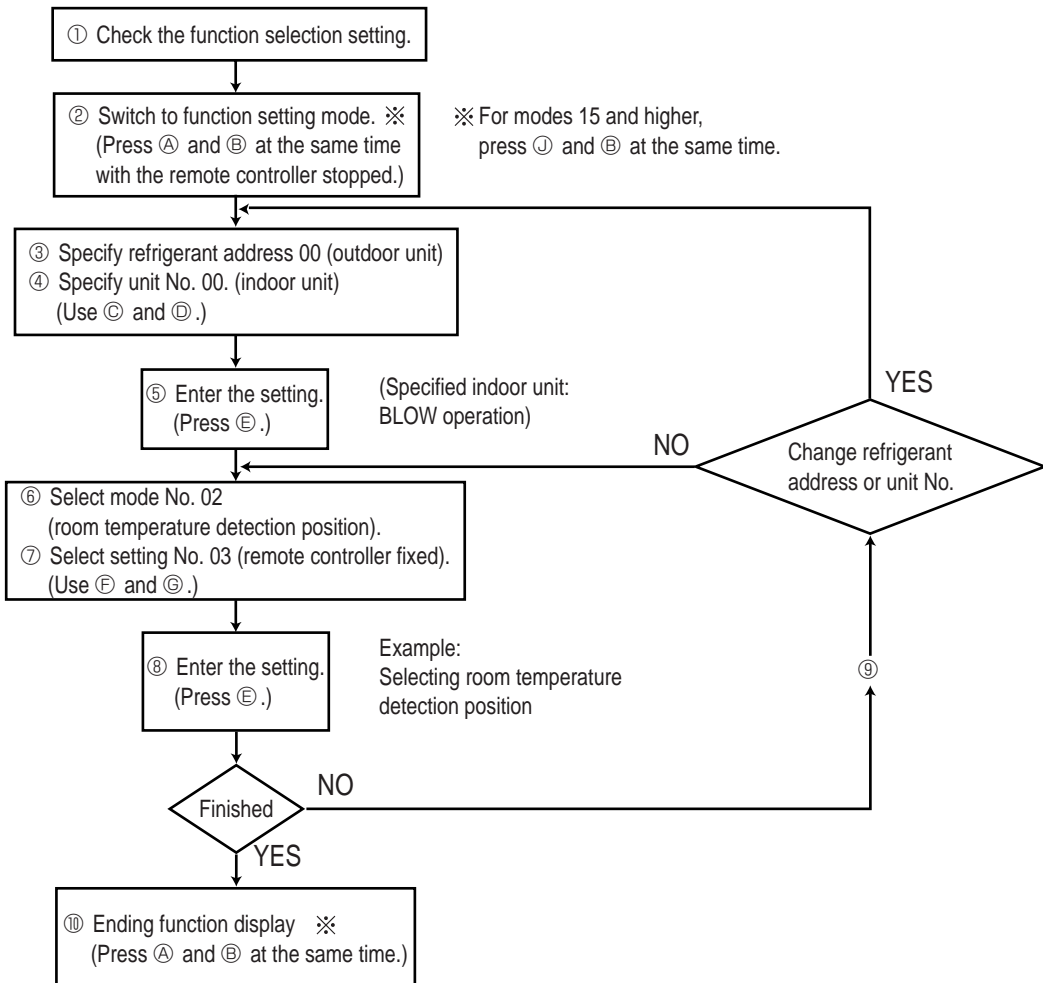 ① Check the function selection setting.
② Switch to function setting mode. ※
(Press Ⓐ and Ⓑ at the same time
with the remote controller stopped.)
※ For modes 15 and higher,
press Ⓙ and Ⓑ at the same time.
③ Specify refrigerant address 00 (outdoor unit)
④ Specify unit No. 00. (indoor unit)
(Use Ⓒ and Ⓓ.)
⑤ Enter the setting.
(Press Ⓔ.)
(Specified indoor unit:
BLOW operation)
YES
NO
Change refrigerant
address or unit No.
⑥ Select mode No. 02
(room temperature detection position).
⑦ Select setting No. 03 (remote controller fixed).
(Use Ⓕ and Ⓖ.)
⑧ Enter the setting.
(Press Ⓔ.)
Example:
Selecting room temperature
detection position
⑨
Finished
NO
YES
⑩ Ending function display ※
(Press Ⓐ and Ⓑ at the same time.)